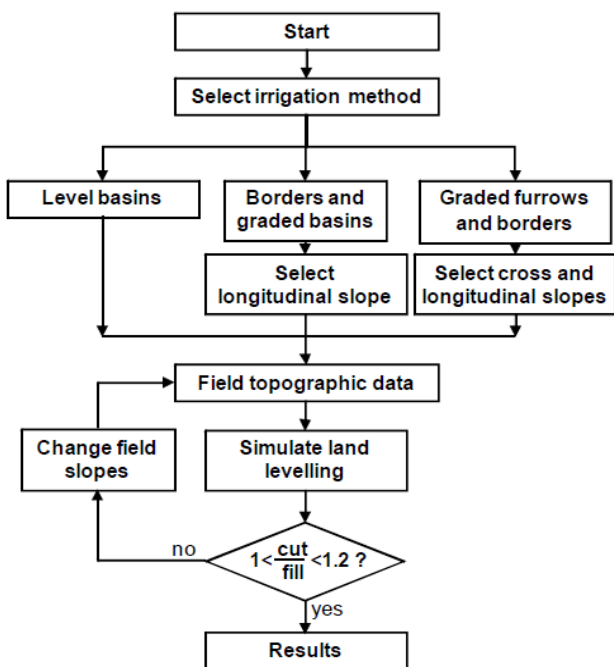 Start
Select irrigation method
Level basins
Borders and
graded basins
Graded furrows
and borders
Select
longitudinal slope
Select cross and
longitudinal slopes
Field topographic data
Change field
slopes
Simulate land
levelling
no
1<cut/fill<1.2 ?
yes
Results